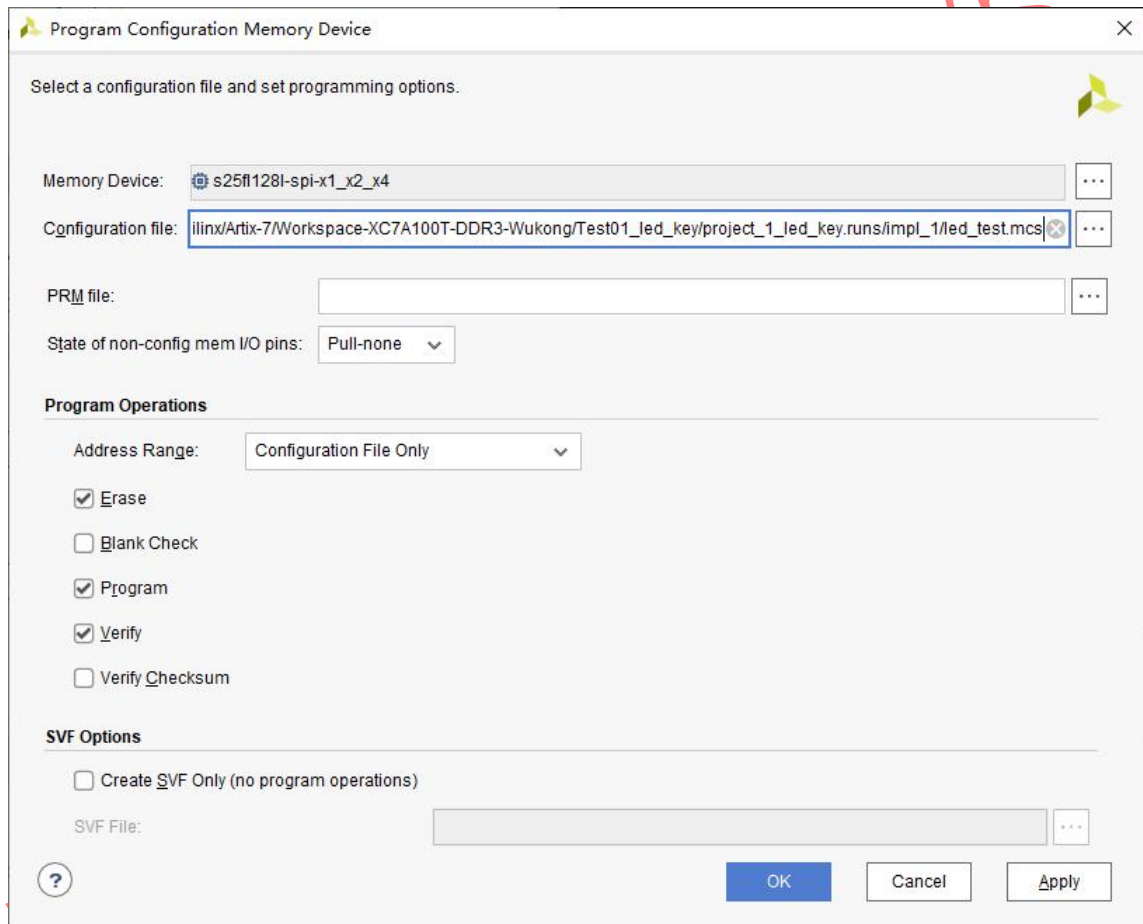 Program Configuration Memory Device
Select a configuration file and set programming options.
Memory Device: s25fl128l-spi-x1_x2_x4 ...
Configuration file: ilinx/Artix-7/Workspace-XC7A100T-DDR3-Wukong/Test01_led_key/project_1_led_key.runs/impl_1/led_test.mcs ...
PRM file: ...
State of non-config mem I/O pins: Pull-none
Program Operations
Address Range: Configuration File Only
Erase
Blank Check
Program
Verify
Verify Checksum
SVF Options
Create SVF Only (no program operations)
SVF File: ...
? OK Cancel Apply